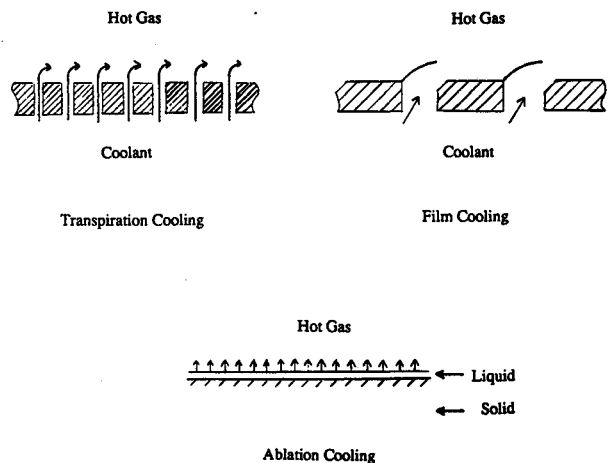 Hot Gas
Hot Gas
Coolant
Coolant
Transpiration Cooling
Film Cooling
Hot Gas
Liquid
Solid
Ablation Cooling